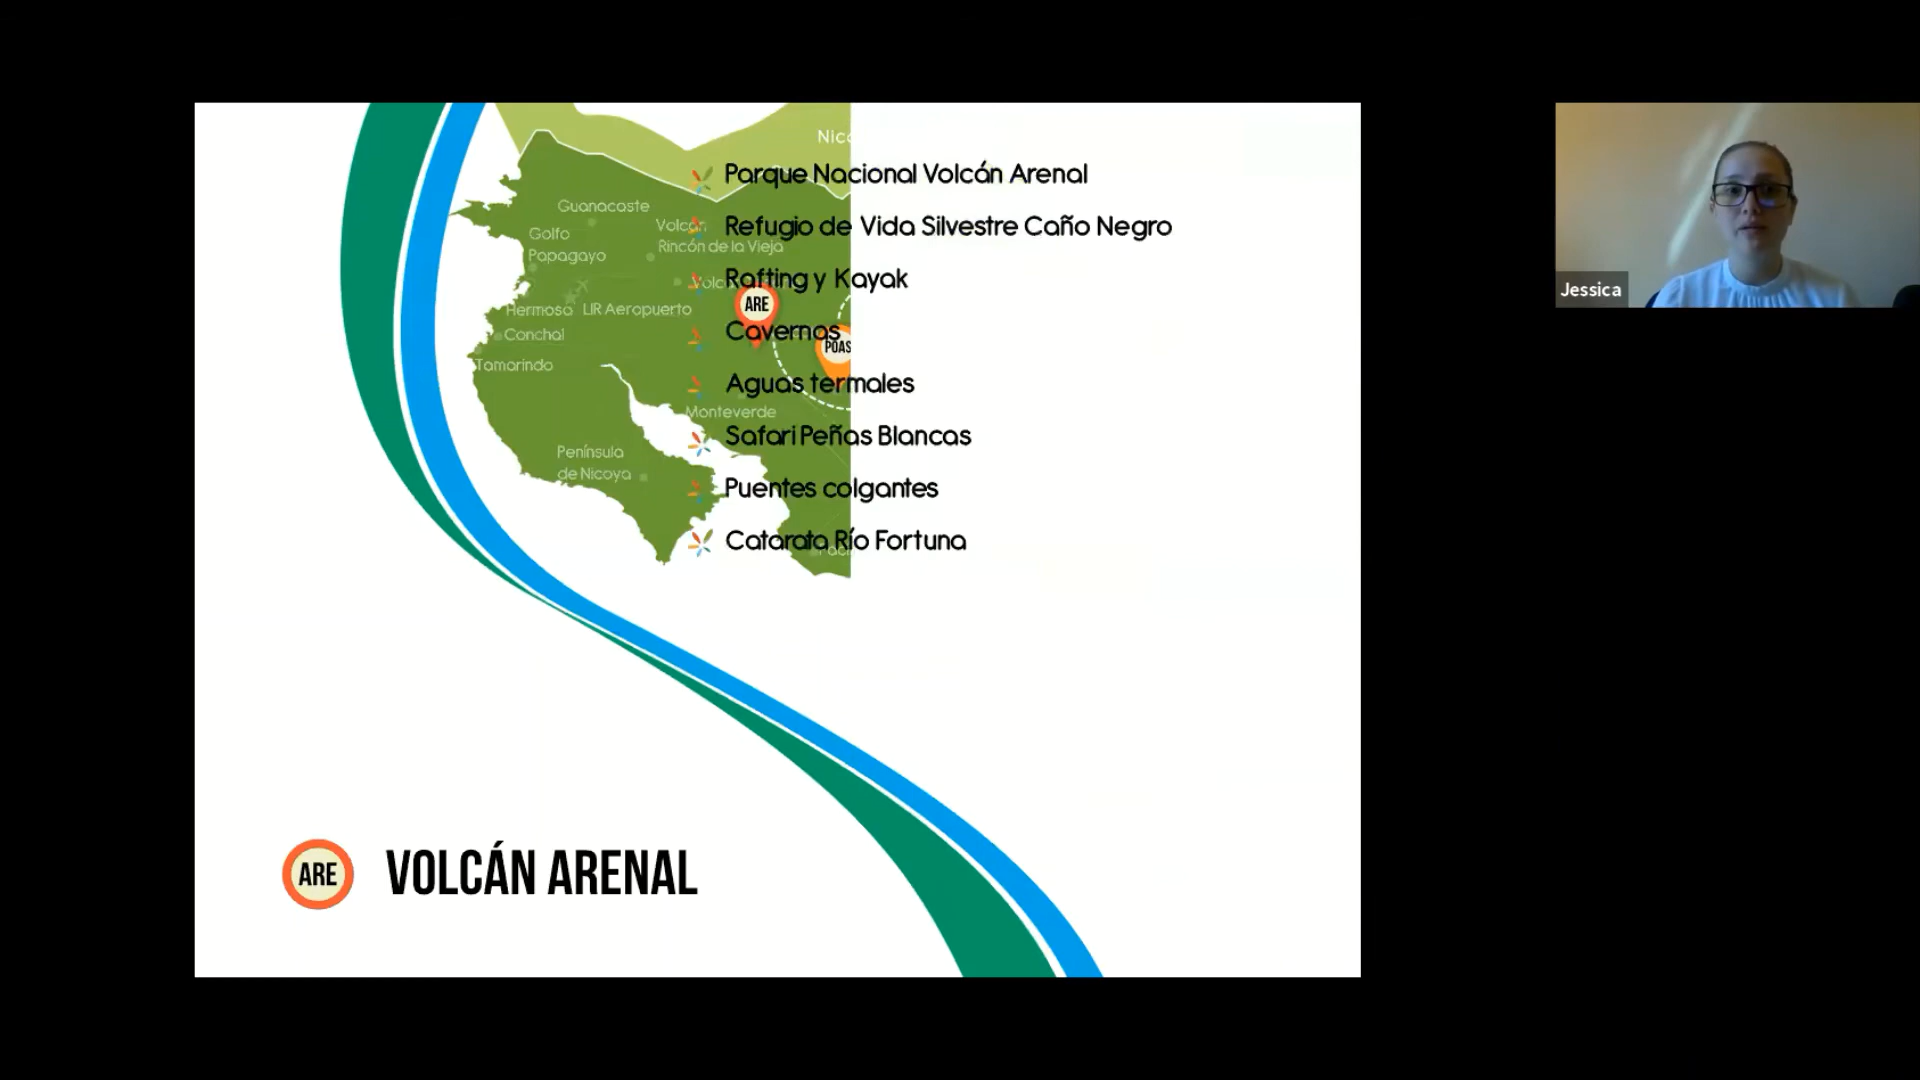 Parque Nacional Volcán Arenal
Refugio de Vida Silvestre Caño Negro
Rafting y Kayak
Cavernas
Aguas termales
Safari Peñas Blancas
Puentes colgantes
Catarata Río Fortuna
Guanacaste
Golfo
Papagayo
Volcán
Rincón de la Vieja
Hermoso
LIR Aeropuerto
Conchal
Tamarindo
Monteverde
Península
de Nicoya
ARE
POAS
ARE
VOLCÁN ARENAL
Jessica